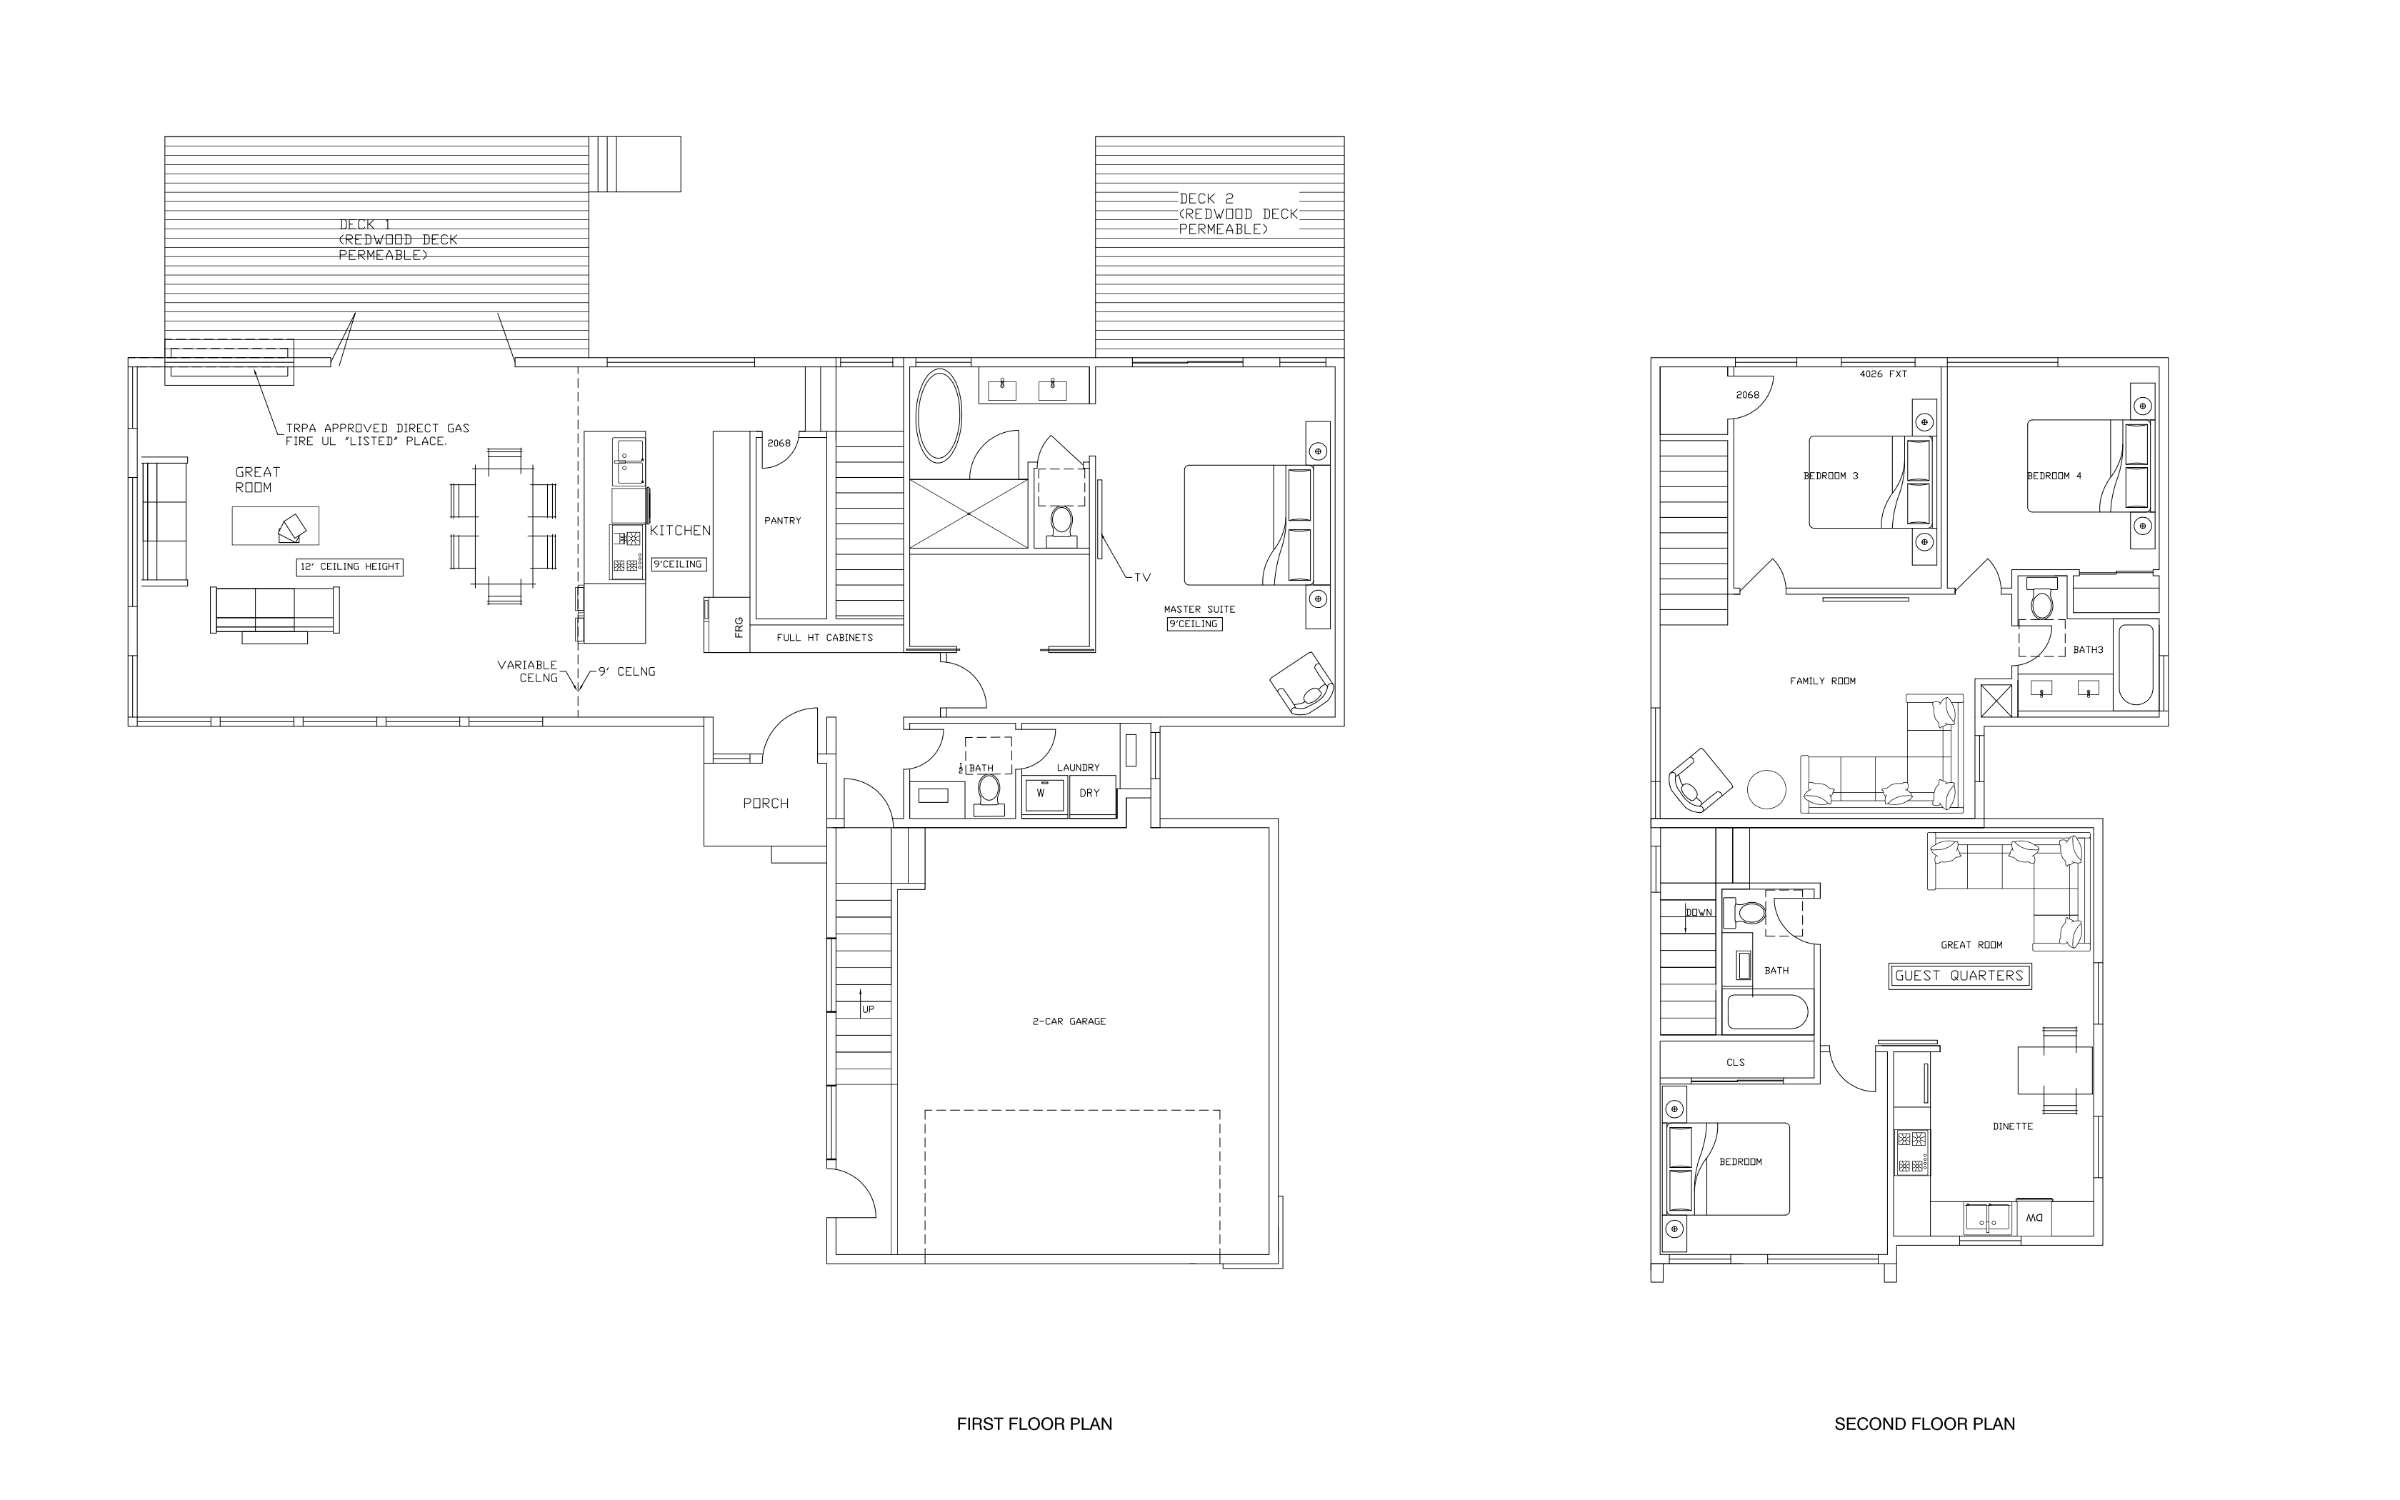 DECK 1
(REDWOOD DECK
PERMEABLE)
DECK 2
(REDWOOD DECK
PERMEABLE)
TRPA APPROVED DIRECT GAS
FIRE UL "LISTED" PLACE.
GREAT
ROOM
12' CEILING HEIGHT
VARIABLE
CELNG
9' CELNG
KITCHEN
9'CEILING
2068
PANTRY
FRG
FULL HT CABINETS
TV
MASTER SUITE
9'CEILING
PORCH
½ BATH
LAUNDRY
W
DRY
UP
2-CAR GARAGE
FIRST FLOOR PLAN
4026 FXT
2068
BEDROOM 3
BEDROOM 4
BATH3
FAMILY ROOM
DOWN
BATH
GREAT ROOM
GUEST QUARTERS
CLS
DINETTE
BEDROOM
DW
SECOND FLOOR PLAN